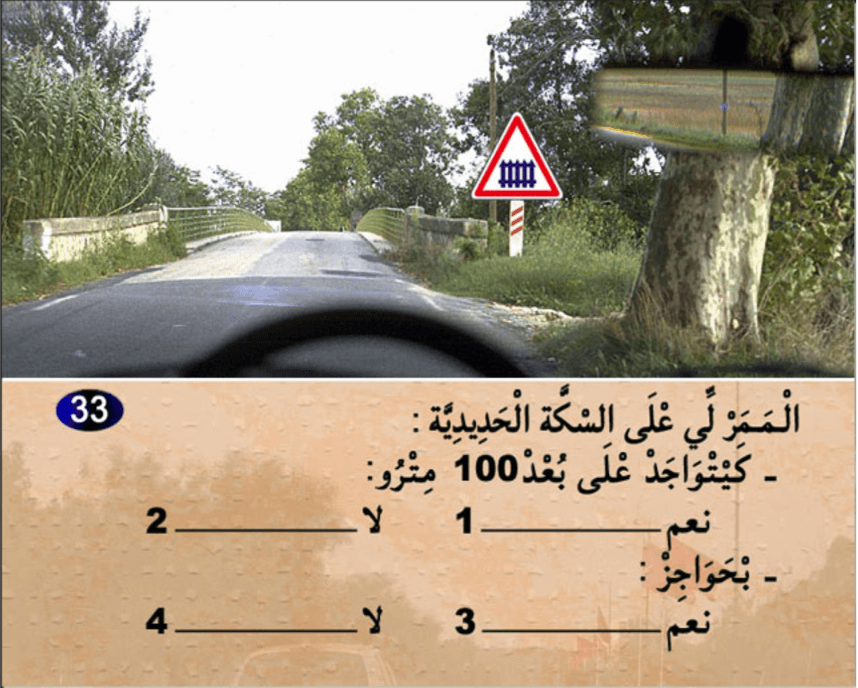 33
الْمَمَرْ لِّي عْلَى السْكَّة الْحَدِيدِيَّة :
- كَيْتْوَاجَدْ عْلَى بُعْدْ 100 مِتْرُو:
نعم ـــــــــــ 1 لا ـــــــــــ 2
- بْحَوَاجِزْ :
نعم ـــــــــــ 3 لا ـــــــــــ 4